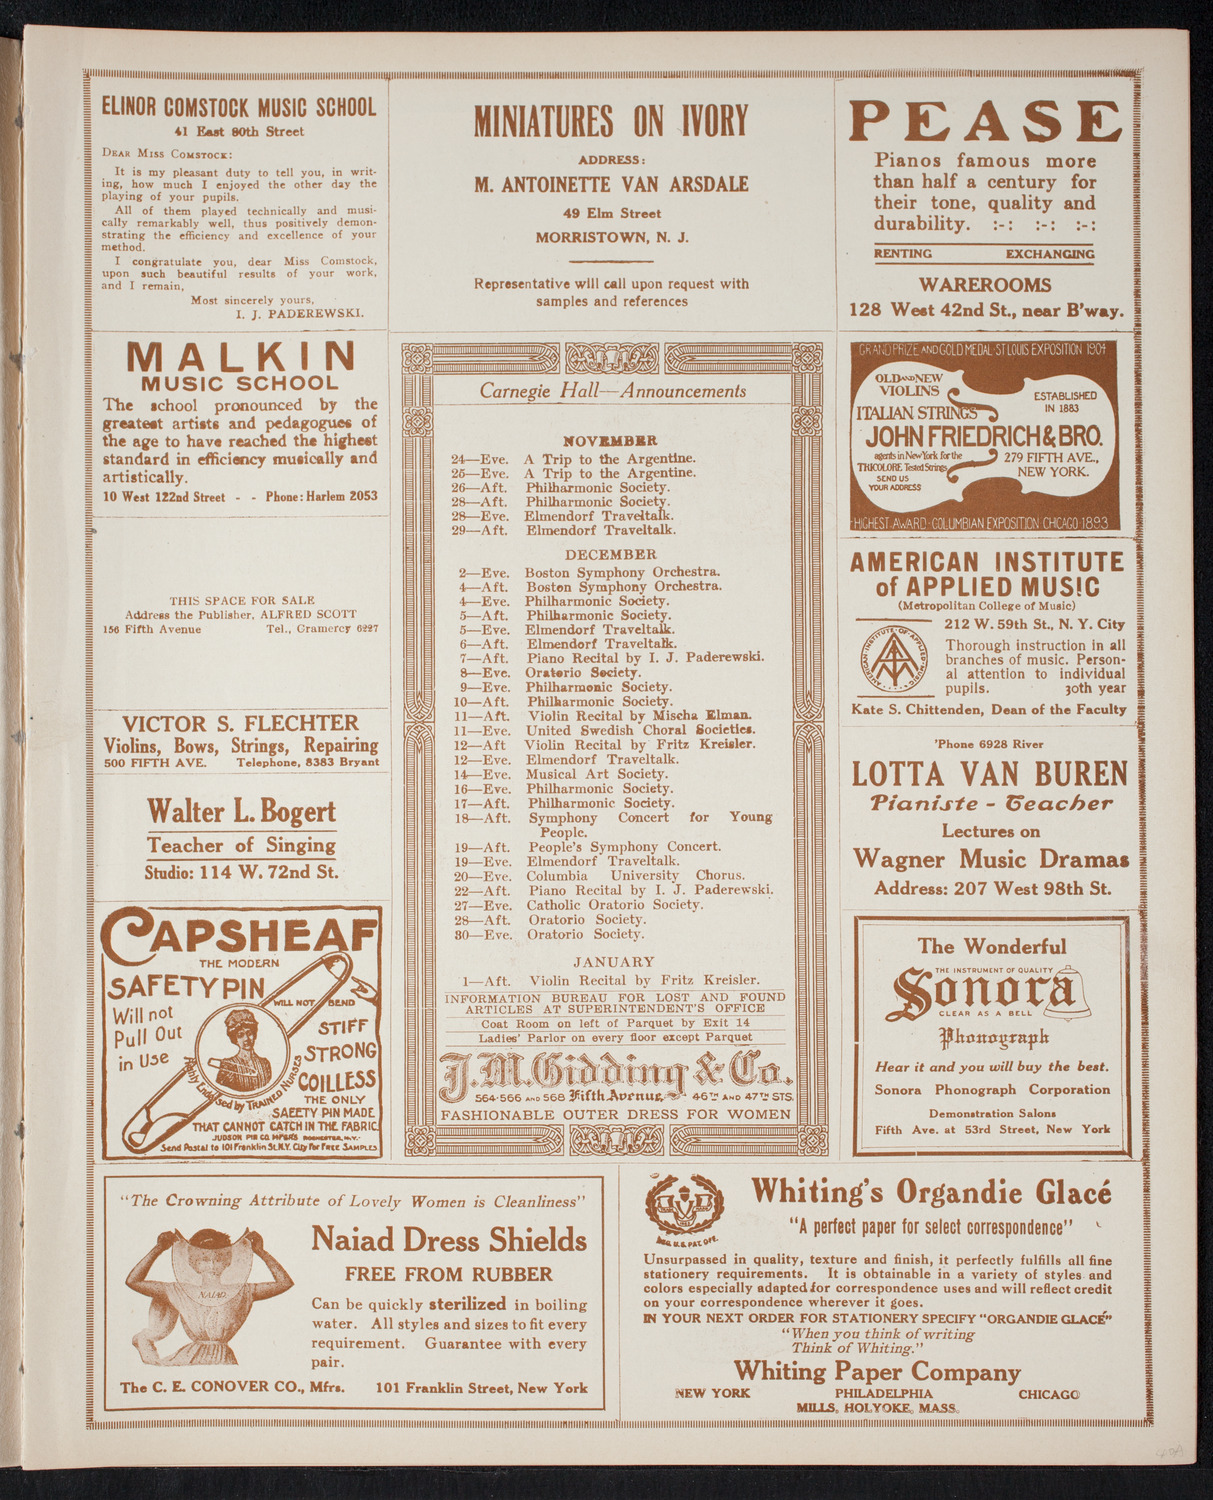 ELINOR COMSTOCK MUSIC SCHOOL
41 East 80th Street
DEAR MISS COMSTOCK:
It is my pleasant duty to tell you, in writ-
ing, how much I enjoyed the other day the
playing of your pupils.
All of them played technically and musi-
cally remarkably well, thus positively demon-
strating the efficiency and excellence of your
method.
I congratulate you, dear Miss Comstock,
upon such beautiful results of your work,
and I remain,
Most sincerely yours,
I. J. PADEREWSKI.
MALKIN
MUSIC SCHOOL
The school pronounced by the
greatest artists and pedagogues of
the age to have reached the highest
standard in efficiency musically and
artistically.
10 West 122nd Street - - Phone: Harlem 2053
THIS SPACE FOR SALE
Address the Publisher, ALFRED SCOTT
156 Fifth Avenue Tel., Gramercy 6227
VICTOR S. FLECHTER
Violins, Bows, Strings, Repairing
500 FIFTH AVE. Telephone, 8383 Bryant
Walter L. Bogert
Teacher of Singing
Studio: 114 W. 72nd St.
CAPSHEAF
THE MODERN
SAFETY PIN
WILL NOT BEND
Will not
Pull Out
in Use
STIFF
STRONG
COILLESS
Highly Endorsed by TRAINED NURSES
THE ONLY
SAFETY PIN MADE
THAT CANNOT CATCH IN THE FABRIC.
JUDSON PIN CO. MFGRS ROCHESTER, N.Y.
Send Postal to 101 Franklin St. N.Y. City for FREE SAMPLES
MINIATURES ON IVORY
ADDRESS:
M. ANTOINETTE VAN ARSDALE
49 Elm Street
MORRISTOWN, N. J.
Representative will call upon request with
samples and references
Carnegie Hall—Announcements
NOVEMBER
24—Eve. A Trip to the Argentine.
25—Eve. A Trip to the Argentine.
26—Aft. Philharmonic Society.
28—Aft. Philharmonic Society.
28—Eve. Elmendorf Traveltalk.
29—Aft. Elmendorf Traveltalk.
DECEMBER
2—Eve. Boston Symphony Orchestra.
4—Aft. Boston Symphony Orchestra.
4—Eve. Philharmonic Society.
5—Aft. Philharmonic Society.
5—Eve. Elmendorf Traveltalk.
6—Aft. Elmendorf Traveltalk.
7—Aft. Piano Recital by I. J. Paderewski.
8—Eve. Oratorio Society.
9—Eve. Philharmonic Society.
10—Aft. Philharmonic Society.
11—Aft. Violin Recital by Mischa Elman.
11—Eve. United Swedish Choral Societies.
12—Aft Violin Recital by Fritz Kreisler.
12—Eve. Elmendorf Traveltalk.
14—Eve. Musical Art Society.
16—Eve. Philharmonic Society.
17—Aft. Philharmonic Society.
18—Aft. Symphony Concert for Young
People.
19—Aft. People's Symphony Concert.
19—Eve. Elmendorf Traveltalk.
20—Eve. Columbia University Chorus.
22—Aft. Piano Recital by I. J. Paderewski.
27—Eve. Catholic Oratorio Society.
28—Aft. Oratorio Society.
30—Eve. Oratorio Society.
JANUARY
1—Aft. Violin Recital by Fritz Kreisler.
INFORMATION BUREAU FOR LOST AND FOUND
ARTICLES AT SUPERINTENDENT'S OFFICE
Coat Room on left of Parquet by Exit 14
Ladies' Parlor on every floor except Parquet
J. M. Gidding & Co.
564-566 AND 568 Fifth Avenue 46TH AND 47TH STS.
FASHIONABLE OUTER DRESS FOR WOMEN
PEASE
Pianos famous more
than half a century for
their tone, quality and
durability. :-: :-: :-:
RENTING EXCHANGING
WAREROOMS
128 West 42nd St., near B'way.
GRAND PRIZE AND GOLD MEDAL ST LOUIS EXPOSITION 1904
OLD AND NEW
VIOLINS
ITALIAN STRINGS
ESTABLISHED
IN 1883
JOHN FRIEDRICH & BRO.
agents in New York for the
TRICOLORE Tested Strings
SEND US
YOUR ADDRESS
279 FIFTH AVE.,
NEW YORK.
HIGHEST AWARD COLUMBIAN EXPOSITION CHICAGO 1893
AMERICAN INSTITUTE
of APPLIED MUSIC
(Metropolitan College of Music)
212 W. 59th St., N. Y. City
AMERICAN INSTITUTE OF APPLIED MUSIC
Thorough instruction in all
branches of music. Person-
al attention to individual
pupils. 30th year
Kate S. Chittenden, Dean of the Faculty
'Phone 6928 River
LOTTA VAN BUREN
Pianiste - Teacher
Lectures on
Wagner Music Dramas
Address: 207 West 98th St.
The Wonderful
THE INSTRUMENT OF QUALITY
Sonora
CLEAR AS A BELL
Phonograph
Hear it and you will buy the best.
Sonora Phonograph Corporation
Demonstration Salons
Fifth Ave. at 53rd Street, New York
"The Crowning Attribute of Lovely Women is Cleanliness"
NAIAD
Naiad Dress Shields
FREE FROM RUBBER
Can be quickly sterilized in boiling
water. All styles and sizes to fit every
requirement. Guarantee with every
pair.
The C. E. CONOVER CO., Mfrs. 101 Franklin Street, New York
REG. U.S. PAT. OFF.
Whiting's Organdie Glacé
"A perfect paper for select correspondence"
Unsurpassed in quality, texture and finish, it perfectly fulfills all fine
stationery requirements. It is obtainable in a variety of styles and
colors especially adapted for correspondence uses and will reflect credit
on your correspondence wherever it goes.
IN YOUR NEXT ORDER FOR STATIONERY SPECIFY "ORGANDIE GLACÉ"
"When you think of writing
Think of Whiting."
Whiting Paper Company
NEW YORK PHILADELPHIA CHICAGO
MILLS, HOLYOKE, MASS.